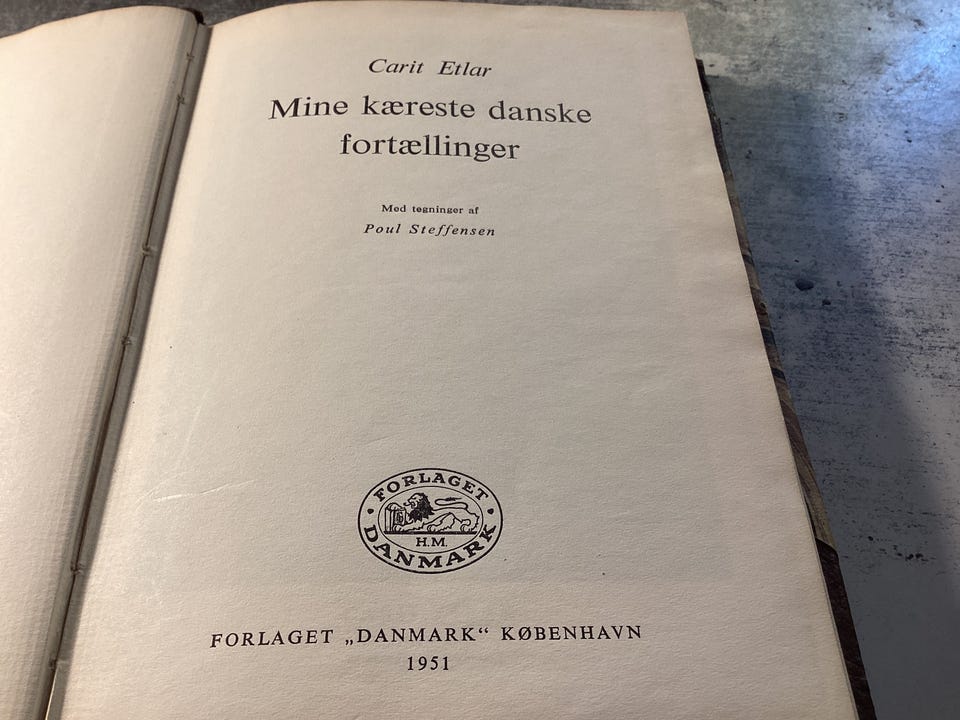 Carit Etlar
Mine kæreste danske
fortællinger
Med tegninger af
Poul Steffensen
FORLAGET
H.M.
DANMARK
FORLAGET „DANMARK“ KØBENHAVN
1951